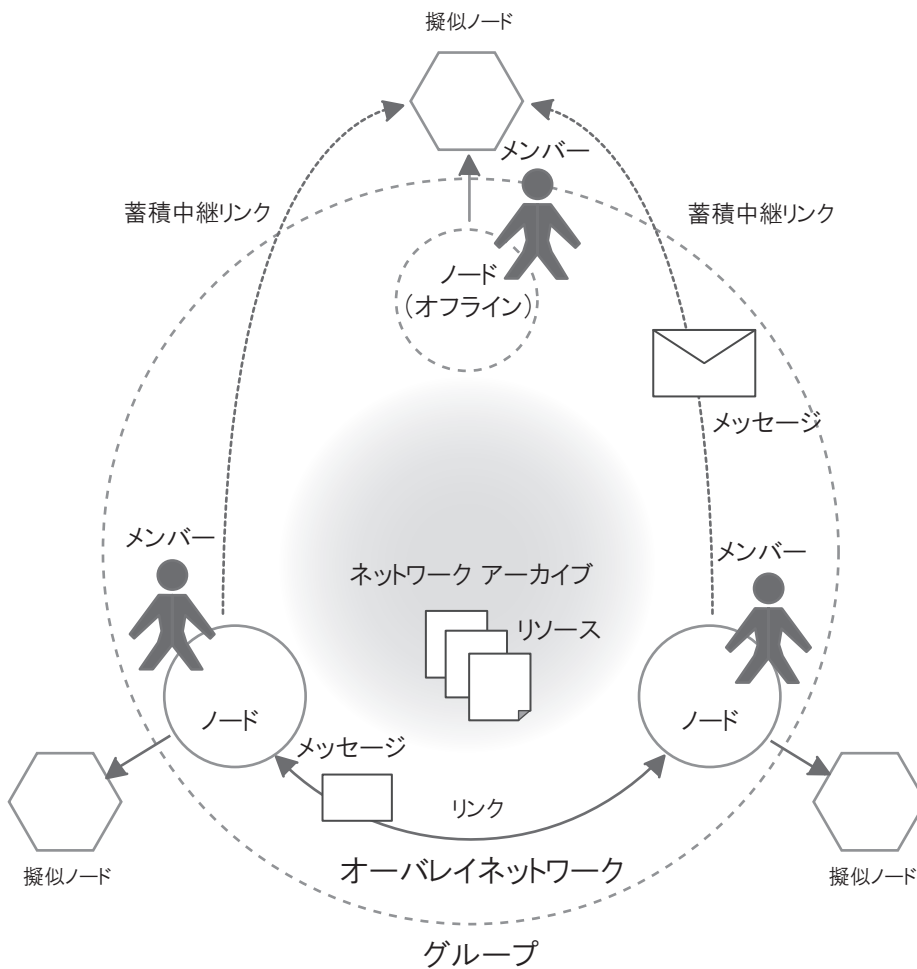 擬似ノード
メンバー
蓄積中継リンク
蓄積中継リンク
ノード
（オフライン）
メッセージ
メンバー
メンバー
ネットワーク アーカイブ
リソース
ノード
ノード
メッセージ
リンク
オーバレイネットワーク
擬似ノード
擬似ノード
グループ